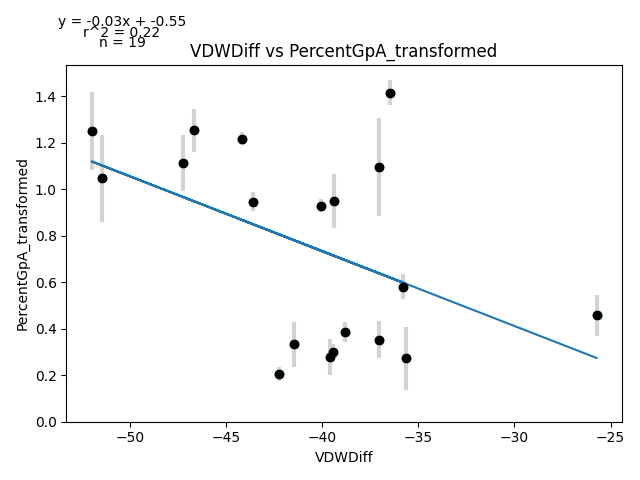 y = -0.03x + -0.55
r^2 = 0.22
n = 19
VDWDiff vs PercentGpA_transformed
PercentGpA_transformed
1.4
1.2
1.0
0.8
0.6
0.4
0.2
0.0
−50
−45
−40
−35
−30
−25
VDWDiff